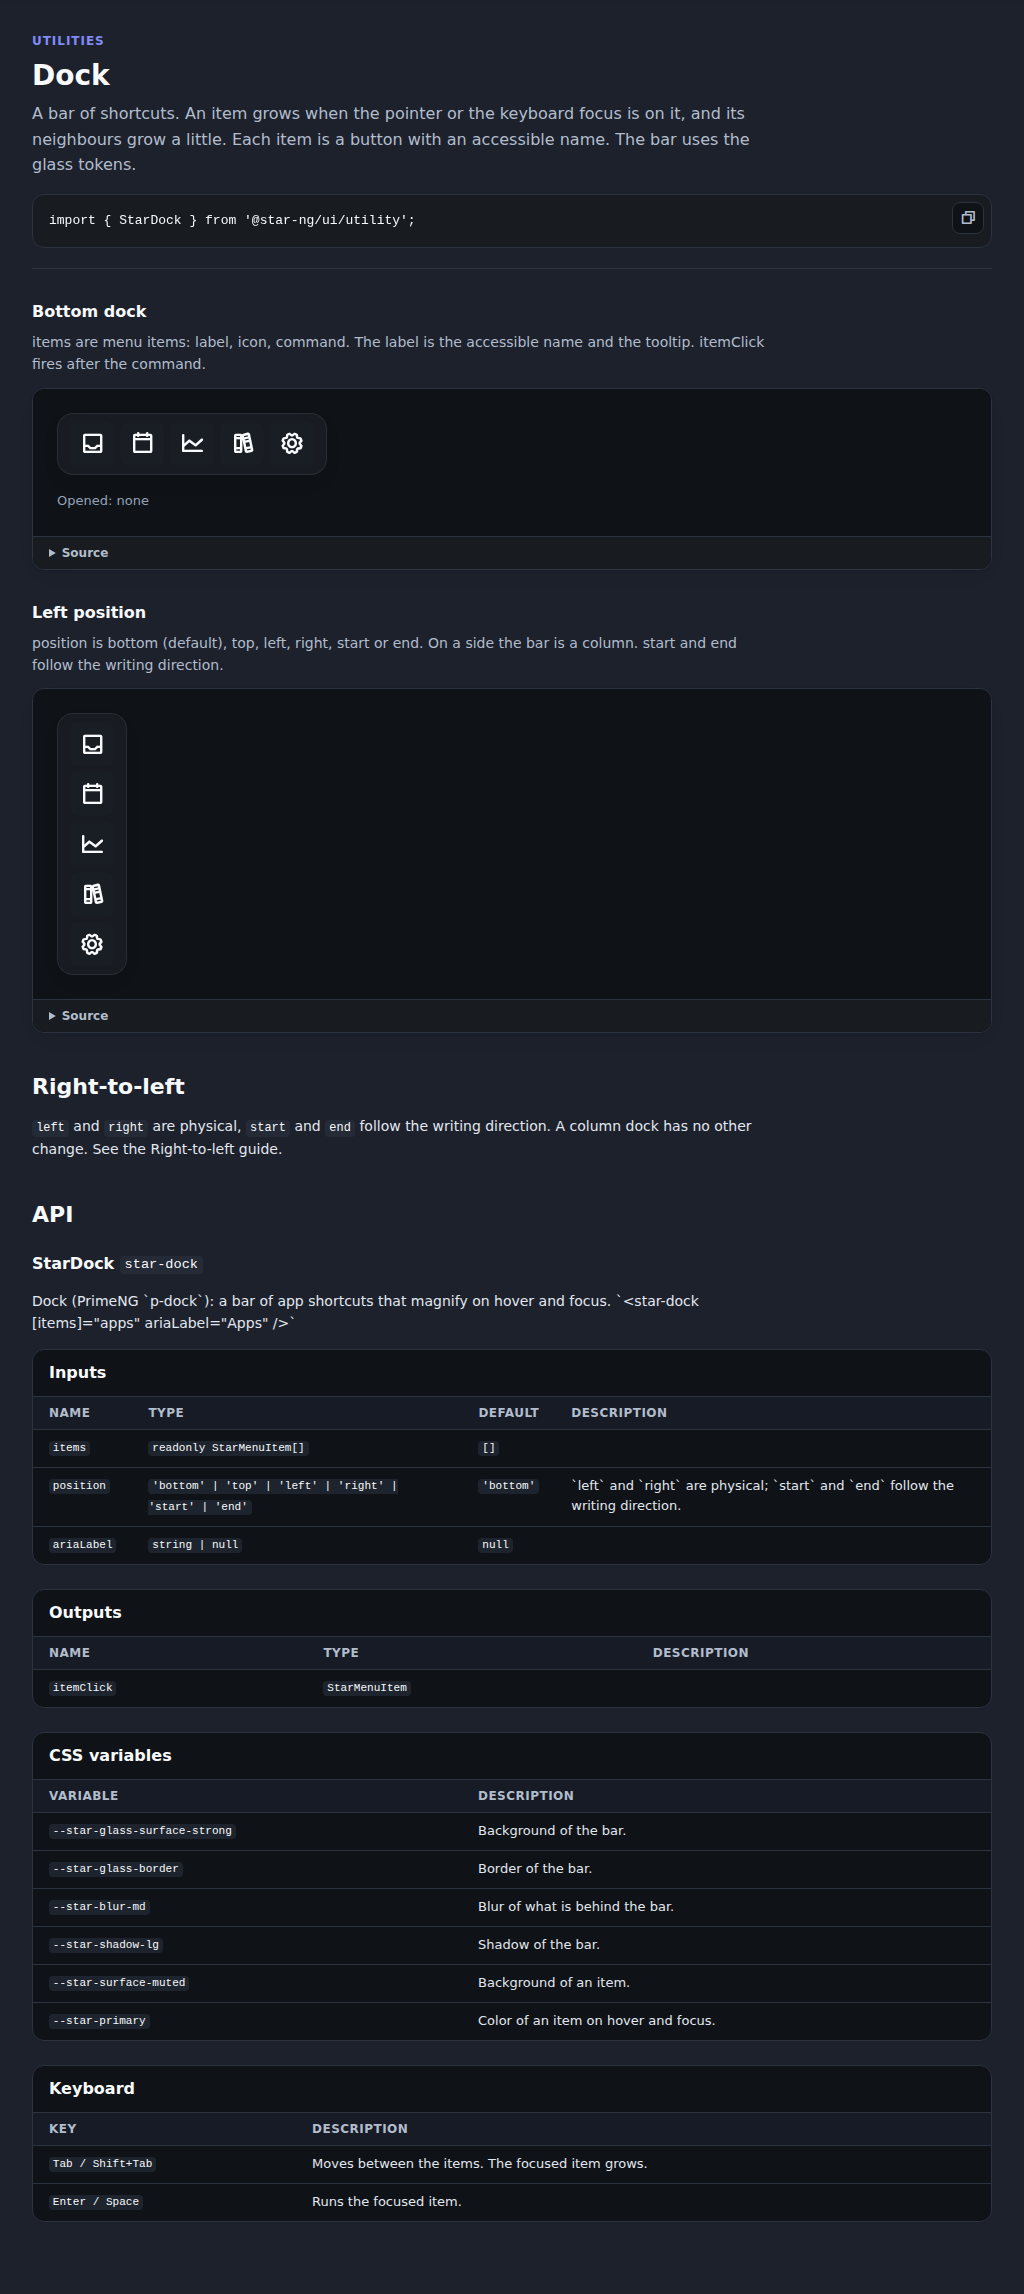 UTILITIES
Dock
A bar of shortcuts. An item grows when the pointer or the keyboard focus is on it, and its
neighbours grow a little. Each item is a button with an accessible name. The bar uses the
glass tokens.
import { StarDock } from '@star-ng/ui/utility';
Bottom dock
items are menu items: label, icon, command. The label is the accessible name and the tooltip. itemClick
fires after the command.
Opened: none
Source
Left position
position is bottom (default), top, left, right, start or end. On a side the bar is a column. start and end
follow the writing direction.
Source
Right-to-left
left and right are physical, start and end follow the writing direction. A column dock has no other
change. See the Right-to-left guide.
API
StarDock star-dock
Dock (PrimeNG `p-dock`): a bar of app shortcuts that magnify on hover and focus. `<star-dock
[items]="apps" ariaLabel="Apps" />`
Inputs
NAME TYPE DEFAULT DESCRIPTION
items readonly StarMenuItem[] []
position 'bottom' | 'top' | 'left' | 'right' | 'bottom' `left` and `right` are physical; `start` and `end` follow the
'start' | 'end' writing direction.
ariaLabel string | null null
Outputs
NAME TYPE DESCRIPTION
itemClick StarMenuItem
CSS variables
VARIABLE DESCRIPTION
--star-glass-surface-strong Background of the bar.
--star-glass-border Border of the bar.
--star-blur-md Blur of what is behind the bar.
--star-shadow-lg Shadow of the bar.
--star-surface-muted Background of an item.
--star-primary Color of an item on hover and focus.
Keyboard
KEY DESCRIPTION
Tab / Shift+Tab Moves between the items. The focused item grows.
Enter / Space Runs the focused item.